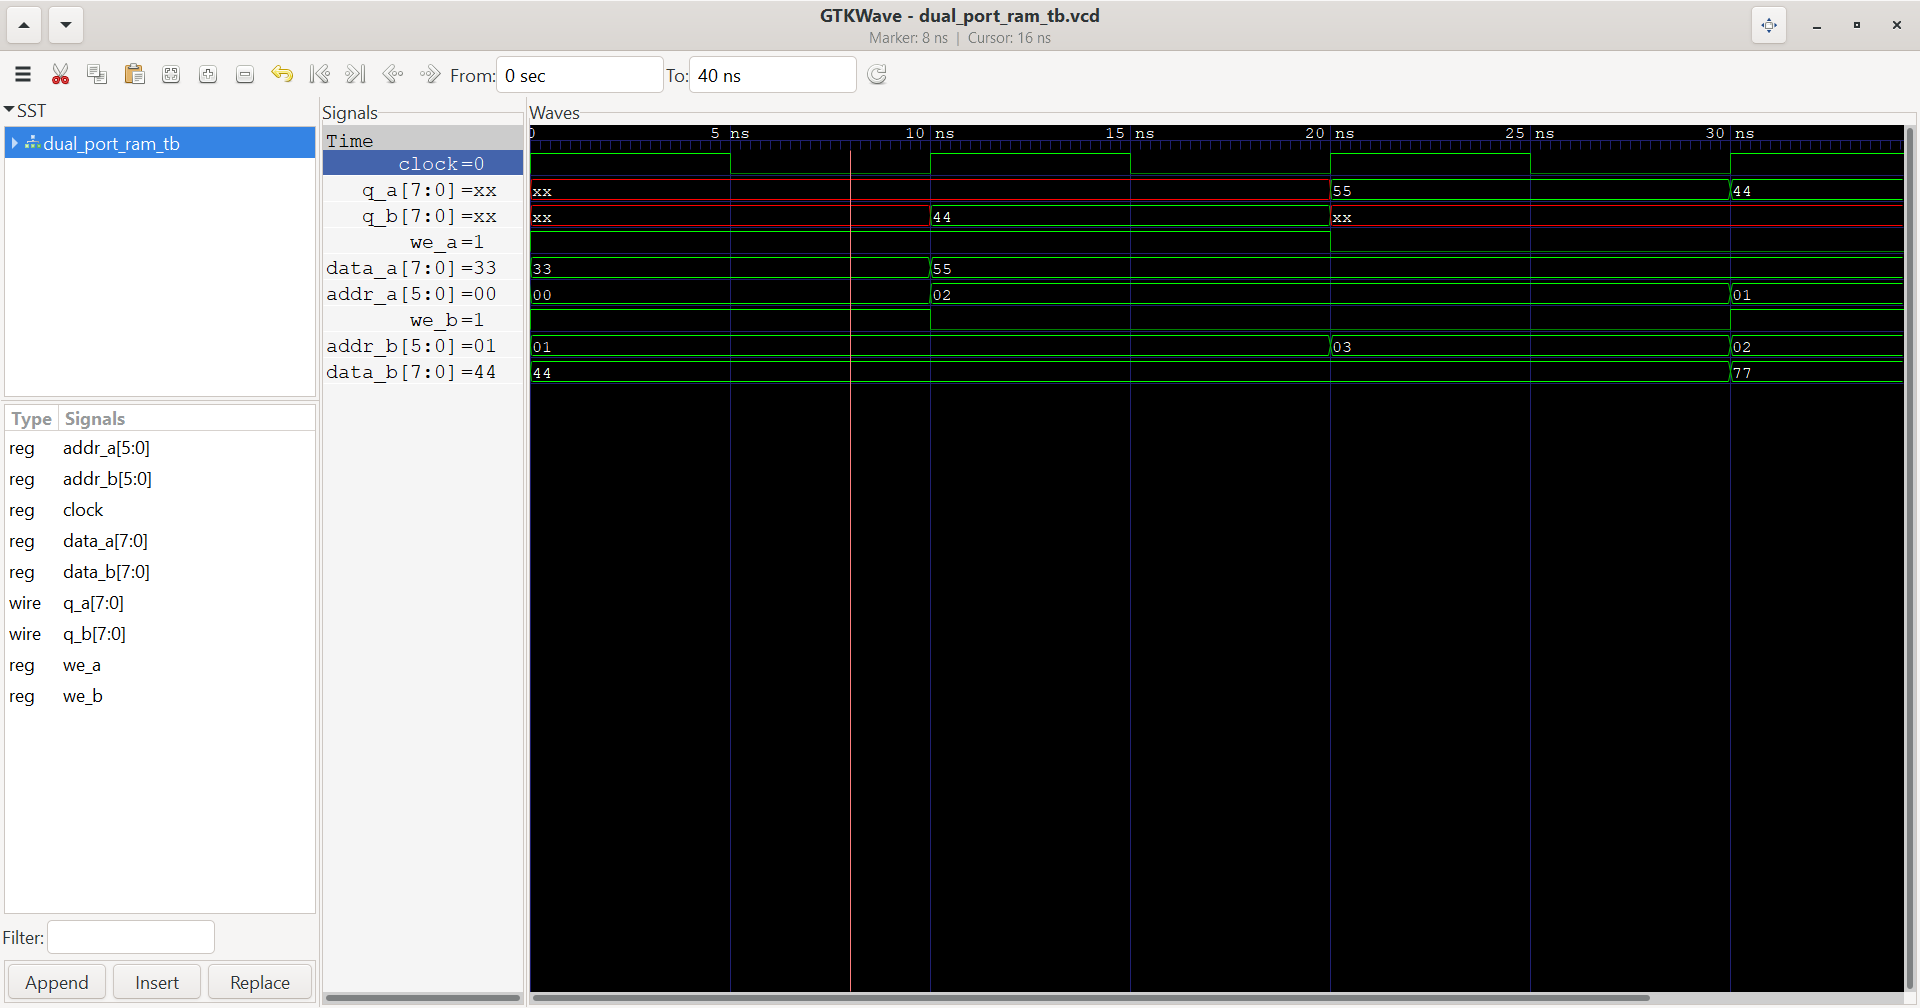 GTKWave - dual_port_ram_tb.vcd
Marker: 8 ns | Cursor: 16 ns
From: 0 sec To: 40 ns
SST
dual_port_ram_tb
Type Signals
reg addr_a[5:0]
reg addr_b[5:0]
reg clock
reg data_a[7:0]
reg data_b[7:0]
wire q_a[7:0]
wire q_b[7:0]
reg we_a
reg we_b
Filter:
Append Insert Replace
Signals
Time
clock=0
q_a[7:0]=xx
q_b[7:0]=xx
we_a=1
data_a[7:0]=33
addr_a[5:0]=00
we_b=1
addr_b[5:0]=01
data_b[7:0]=44
Waves
0 5 ns 10 ns 15 ns 20 ns 25 ns 30 ns
xx 55 44
xx 44 xx
33 55
00 02 01
01 03 02
44 77